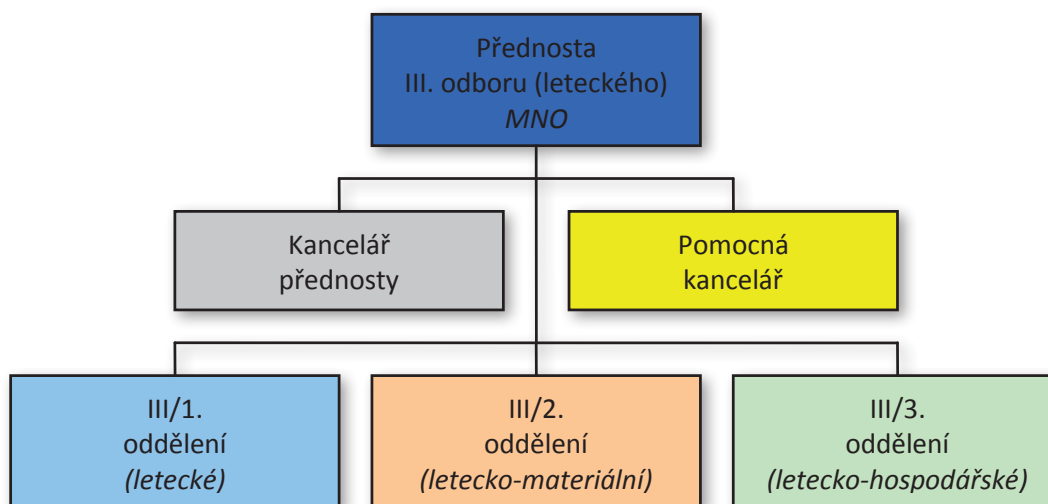 Přednosta
III. odboru (leteckého)
MNO
Kancelář
přednosty
Pomocná
kancelář
III/1.
oddělení
(letecké)
III/2.
oddělení
(letecko-materiální)
III/3.
oddělení
(letecko-hospodářské)